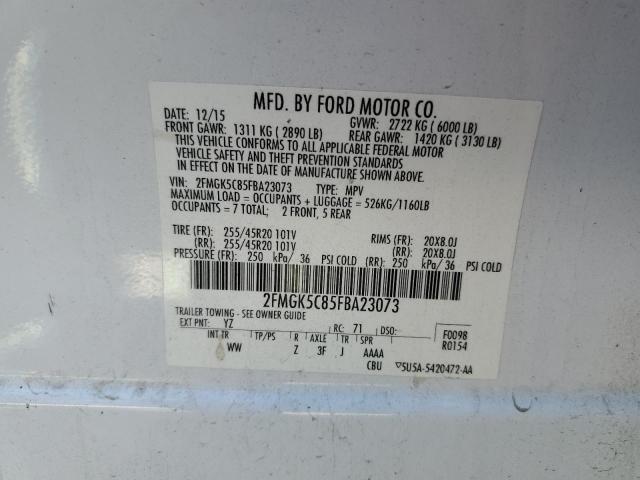 MFD. BY FORD MOTOR CO.
DATE: 12/15 GVWR: 2722 KG ( 6000 LB)
FRONT GAWR: 1311 KG ( 2890 LB) REAR GAWR: 1420 KG ( 3130 LB)
THIS VEHICLE CONFORMS TO ALL APPLICABLE FEDERAL MOTOR
VEHICLE SAFETY AND THEFT PREVENTION STANDARDS
IN EFFECT ON THE DATE OF MANUFACTURE SHOWN ABOVE.
VIN: 2FMGK5C85FBA23073 TYPE: MPV
MAXIMUM LOAD = OCCUPANTS + LUGGAGE = 526KG/1160LB
OCCUPANTS = 7 TOTAL; 2 FRONT, 5 REAR
TIRE (FR): 255/45R20 101V RIMS (FR): 20X8.0J
(RR): 255/45R20 101V (RR): 20X8.0J
PRESSURE (FR): 250 kPa/ 36 PSI COLD (RR): 250 kPa/ 36 PSI COLD
2FMGK5C85FBA23073
TRAILER TOWING - SEE OWNER GUIDE
EXT PNT: YZ RC: 71 DSO: F0098
INT TR TP/PS R AXLE TR SPR R0154
WW Z 3F J AAAA
CBU 5U5A-5420472-AA